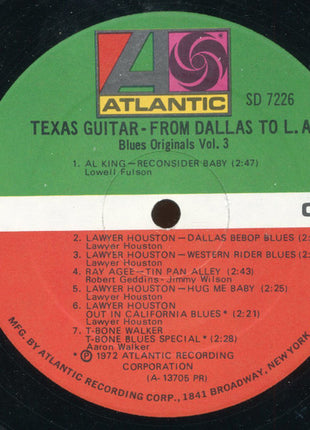 ATLANTIC
SD 7226
TEXAS GUITAR-FROM DALLAS TO L.A
Blues Originals Vol. 3
1. AL KING-RECONSIDER BABY (2:47)
Lowell Fulson
2. LAWYER HOUSTON-DALLAS BEBOP BLUES (2:
Lawyer Houston
3. LAWYER HOUSTON-WESTERN RIDER BLUES (
Lawyer Houston
4. RAY AGEE-TIN PAN ALLEY (2:43)
Robert Geddins-Jimmy Wilson
5. LAWYER HOUSTON-HUG ME BABY (2:25)
Lawyer Houston
6. LAWYER HOUSTON
OUT IN CALIFORNIA BLUES * (2:21)
Lawyer Houston
7. T-BONE WALKER
T-BONE BLUES SPECIAL * (2:28)
Aaron Walker
* Ⓟ 1972 ATLANTIC RECORDING
CORPORATION
(A-13705 PR)
MFG. BY ATLANTIC RECORDING CORP., 1841 BROADWAY, NEW YORK,